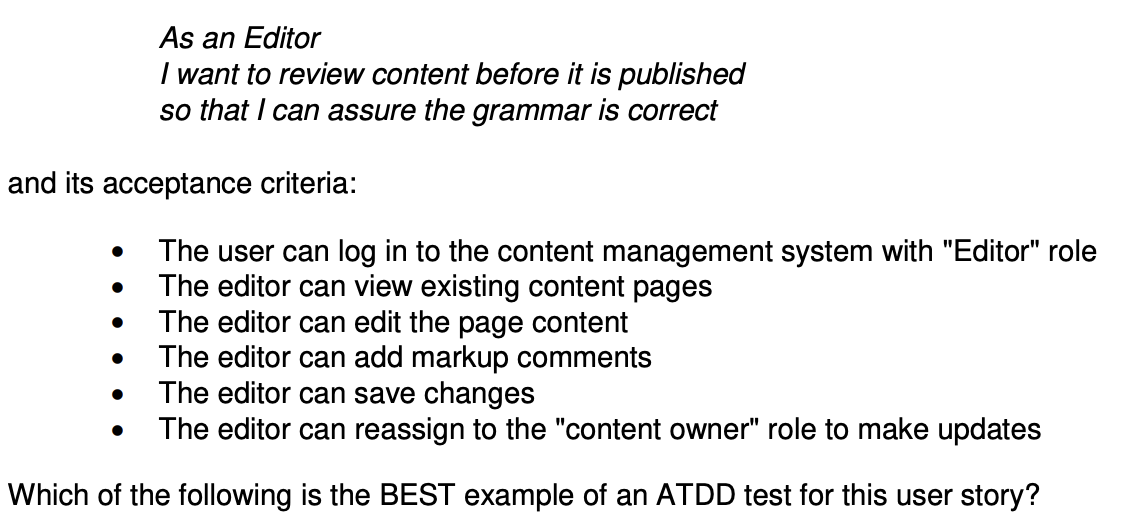 As an Editor
I want to review content before it is published
so that I can assure the grammar is correct
and its acceptance criteria:
• The user can log in to the content management system with "Editor" role
• The editor can view existing content pages
• The editor can edit the page content
• The editor can add markup comments
• The editor can save changes
• The editor can reassign to the "content owner" role to make updates
Which of the following is the BEST example of an ATDD test for this user story?